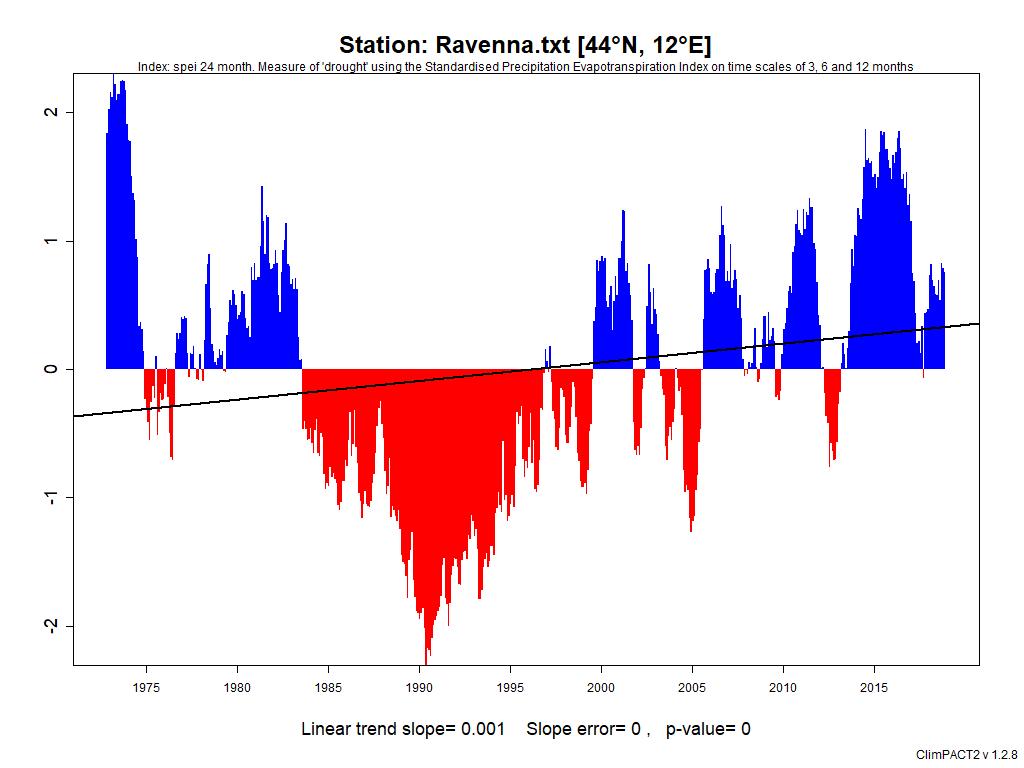 Station: Ravenna.txt [44°N, 12°E]
Index: spei 24 month. Measure of 'drought' using the Standardised Precipitation Evapotranspiration Index on time scales of 3, 6 and 12 months
2
1
0
-1
-2
1975 1980 1985 1990 1995 2000 2005 2010 2015
Linear trend slope= 0.001 Slope error= 0 , p-value= 0
ClimPACT2 v 1.2.8